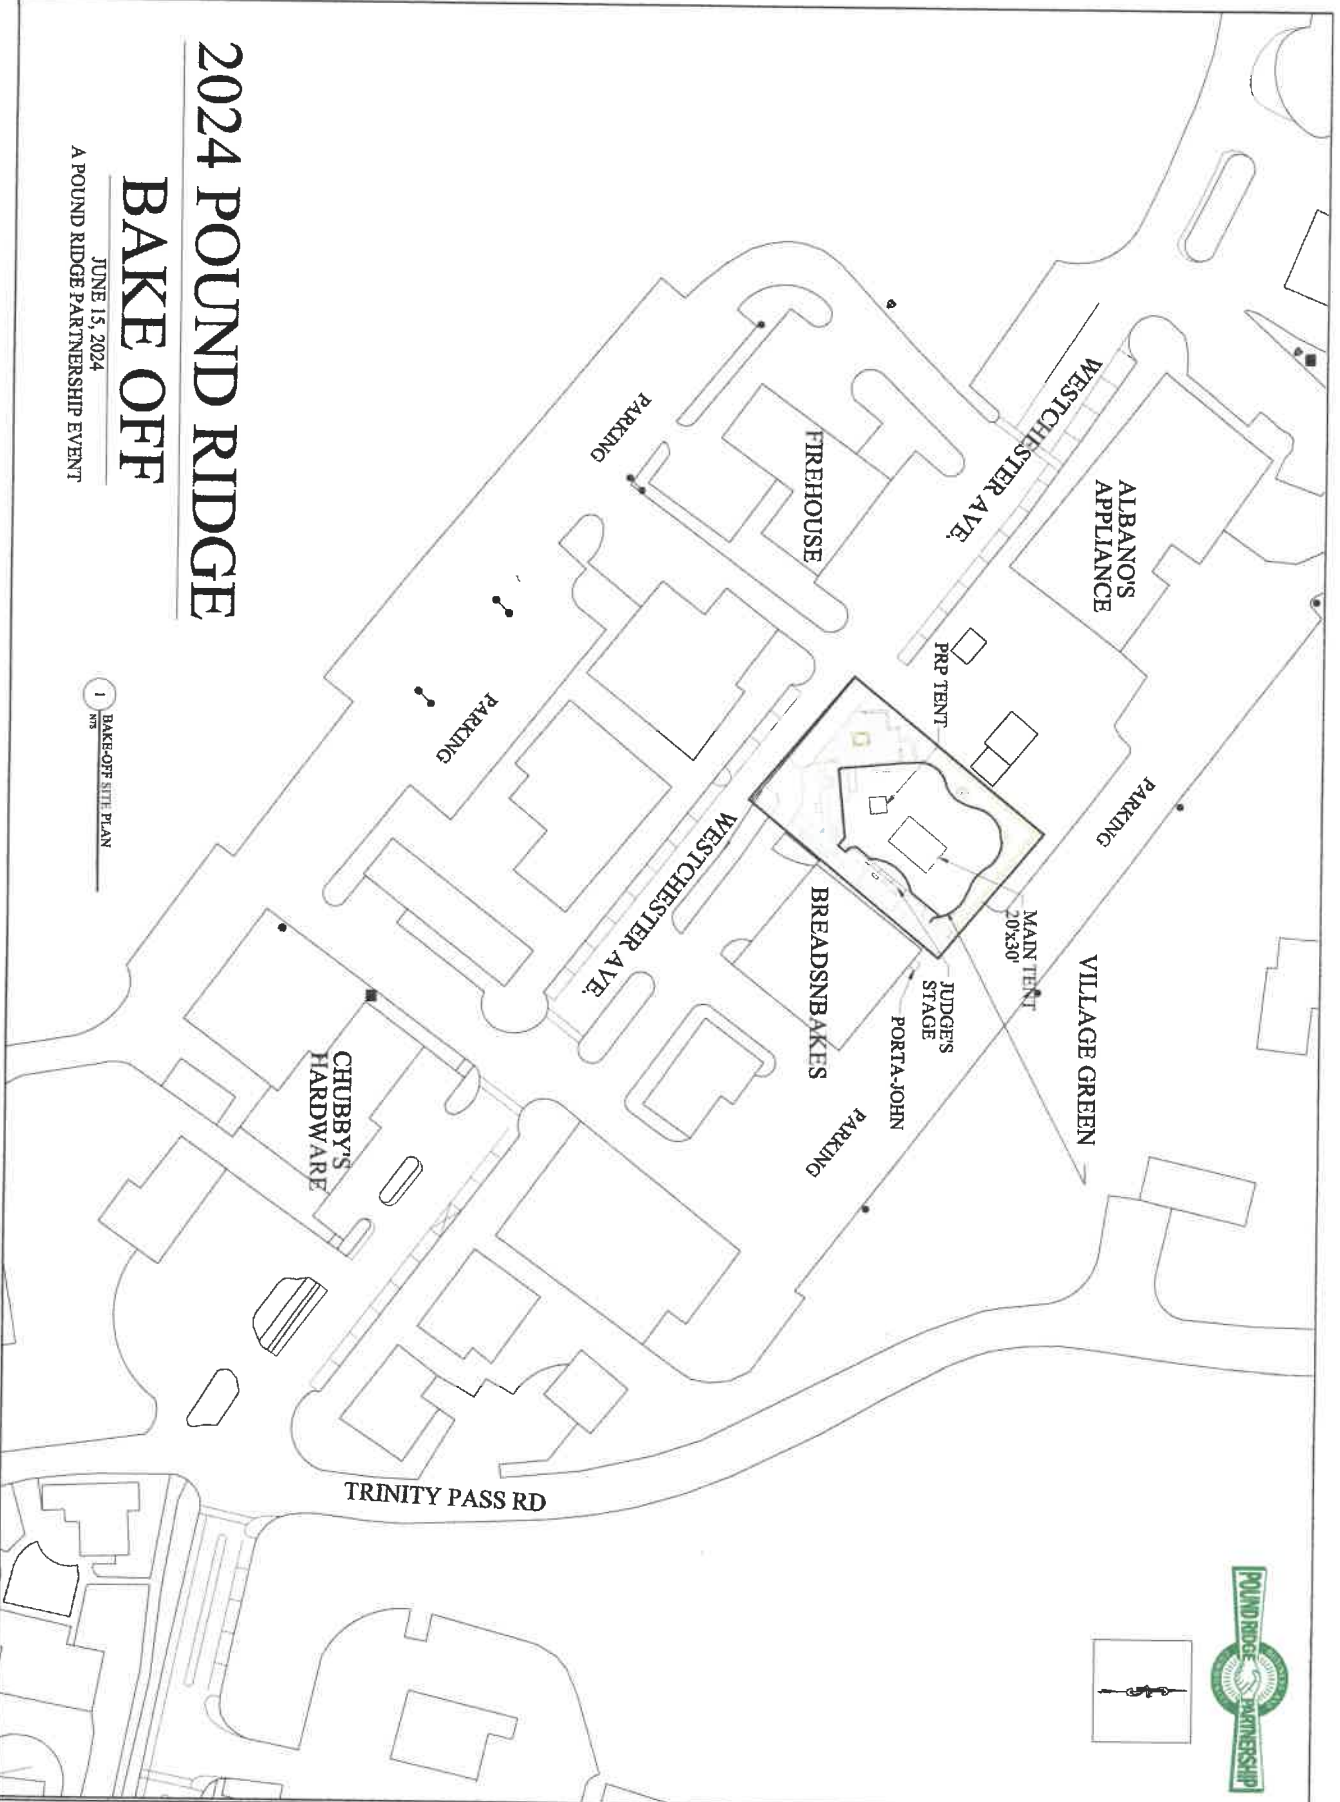 2024 POUND RIDGE
BAKE OFF
JUNE 15, 2024
A POUND RIDGE PARTNERSHIP EVENT
1
BAKE-OFF SITE PLAN
NTS
WESTCHESTER AVE.
ALBANO'S
APPLIANCE
FIREHOUSE
PARKING
PARKING
PRP TENT
PARKING
MAIN TENT
20'x30'
VILLAGE GREEN
JUDGE'S
STAGE
PORTA-JOHN
BREADSNBAKES
WESTCHESTER AVE.
PARKING
CHUBBY'S
HARDWARE
TRINITY PASS RD
POUND RIDGE PARTNERSHIP